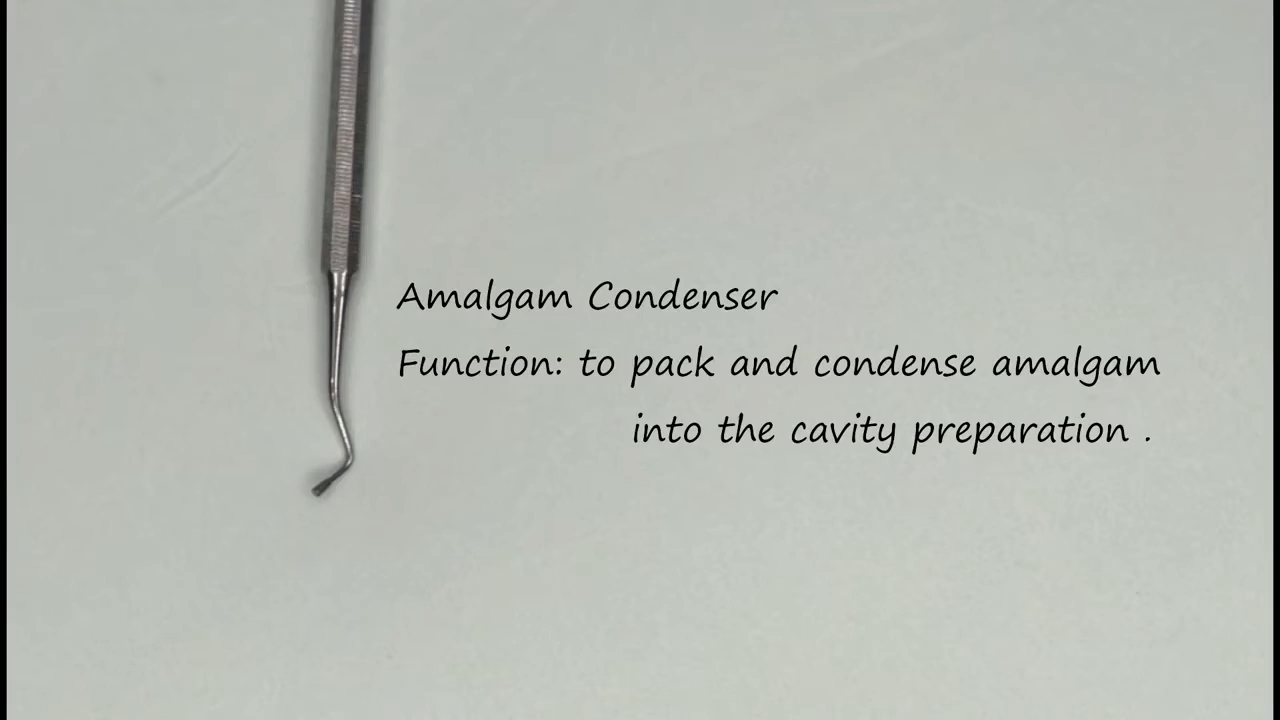 Amalgam Condenser
Function: to pack and condense amalgam
into the cavity preparation .